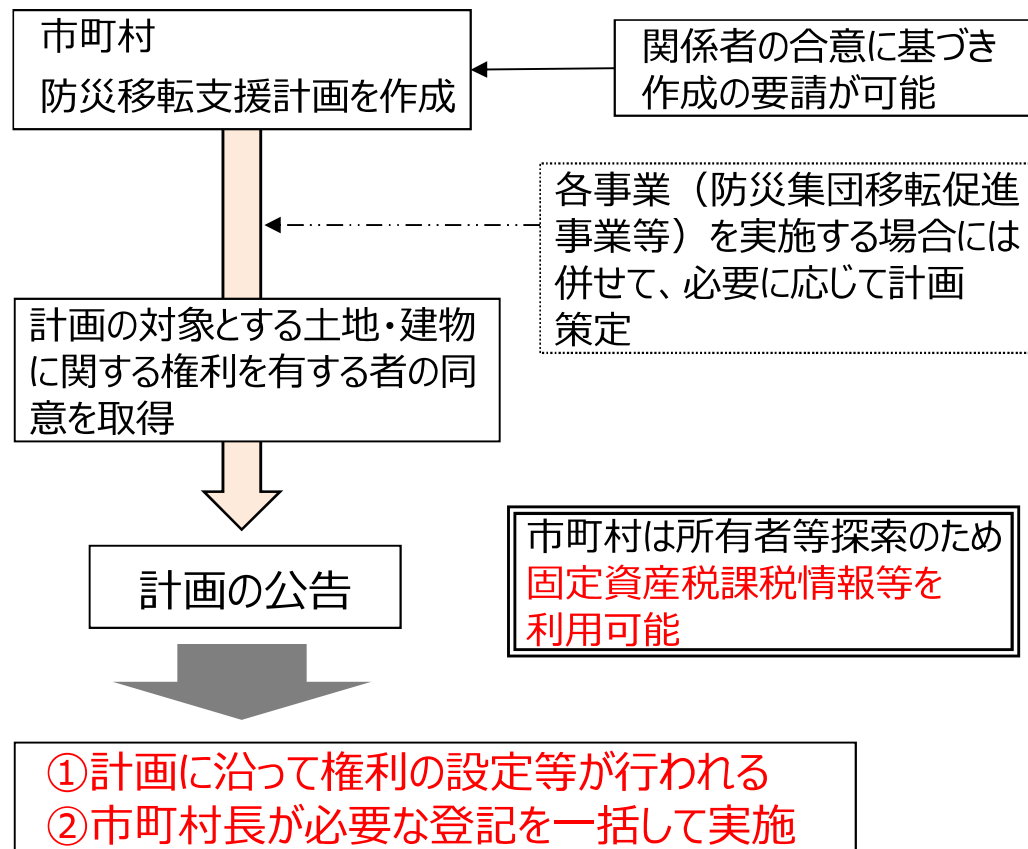 市町村
防災移転支援計画を作成
関係者の合意に基づき
作成の要請が可能
各事業（防災集団移転促進
事業等）を実施する場合には
併せて、必要に応じて計画
策定
計画の対象とする土地・建物
に関する権利を有する者の同
意を取得
計画の公告
市町村は所有者等探索のため
固定資産税課税情報等を
利用可能
①計画に沿って権利の設定等が行われる
②市町村長が必要な登記を一括して実施